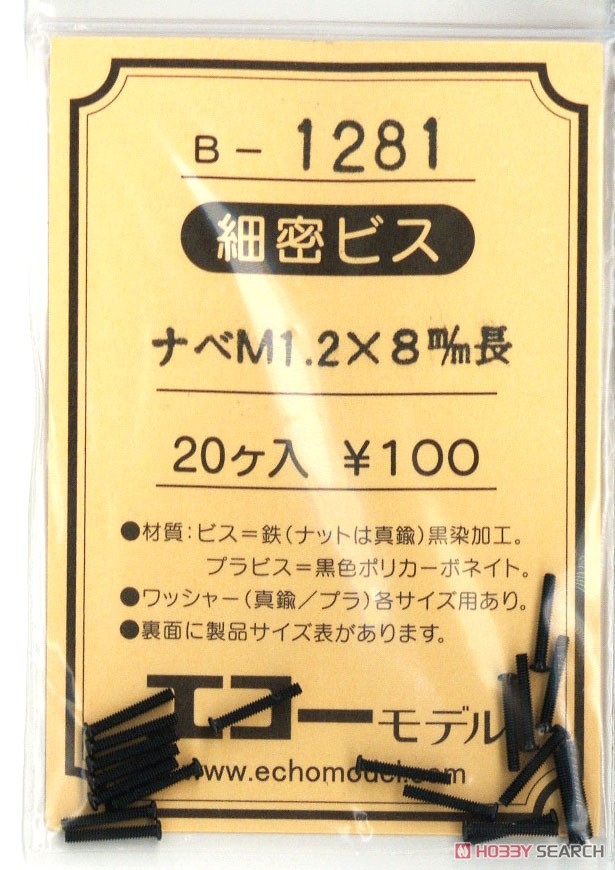 B－1281
細密ビス
ナベM1.2×8㎜長
20ヶ入 ¥100
●材質：ビス＝鉄（ナットは真鍮）黒染加工。
プラビス＝黒色ポリカーボネイト。
●ワッシャー（真鍮／プラ）各サイズ用あり。
●裏面に製品サイズ表があります。
エコーモデル
www.echomodel.com
HOBBY SEARCH